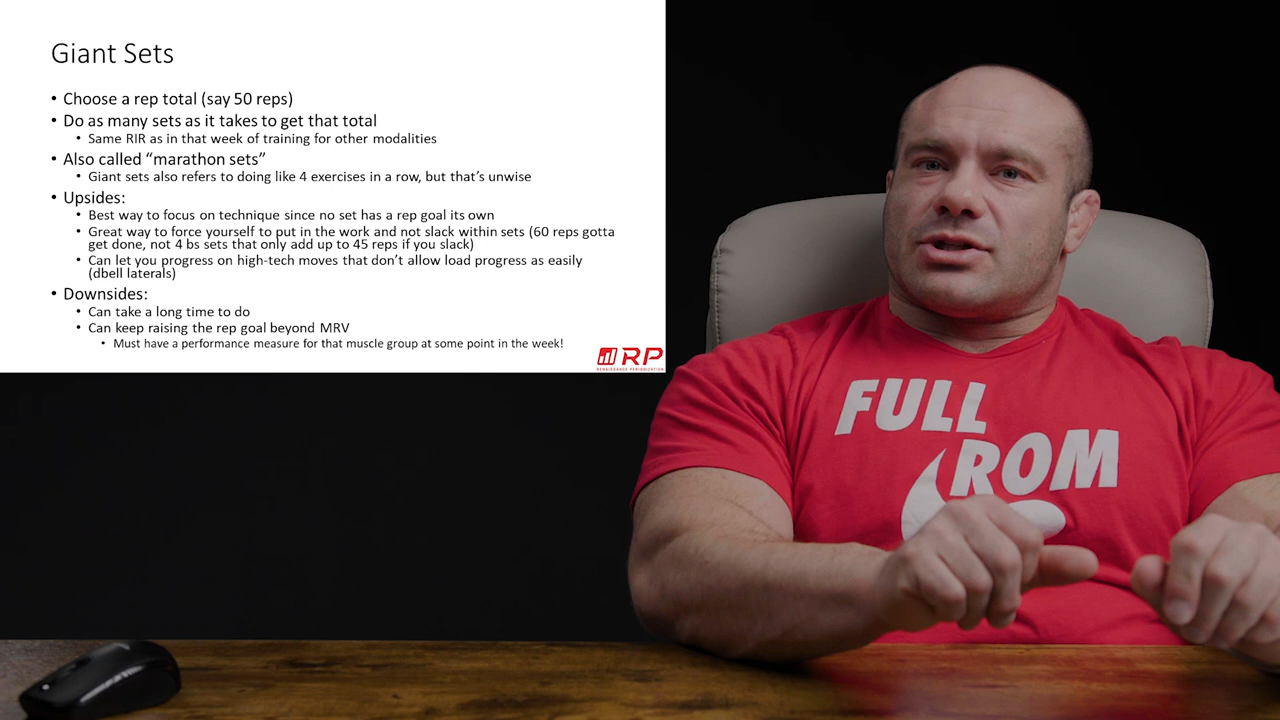 Giant Sets
• Choose a rep total (say 50 reps)
• Do as many sets as it takes to get that total
• Same RIR as in that week of training for other modalities
• Also called “marathon sets”
• Giant sets also refers to doing like 4 exercises in a row, but that’s unwise
• Upsides:
• Best way to focus on technique since no set has a rep goal its own
• Great way to force yourself to put in the work and not slack within sets (60 reps gotta
get done, not 4 bs sets that only add up to 45 reps if you slack)
• Can let you progress on high-tech moves that don’t allow load progress as easily
(dbell laterals)
• Downsides:
• Can take a long time to do
• Can keep raising the rep goal beyond MRV
• Must have a performance measure for that muscle group at some point in the week!
RP
RENAISSANCE PERIODIZATION
FULL
ROM